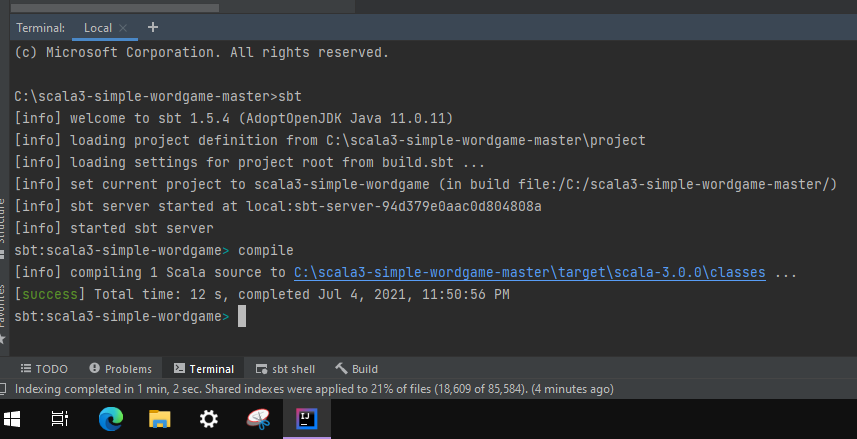 Terminal: Local × +
(c) Microsoft Corporation. All rights reserved.
C:\scala3-simple-wordgame-master>sbt
[info] welcome to sbt 1.5.4 (AdoptOpenJDK Java 11.0.11)
[info] loading project definition from C:\scala3-simple-wordgame-master\project
[info] loading settings for project root from build.sbt ...
[info] set current project to scala3-simple-wordgame (in build file:/C:/scala3-simple-wordgame-master/)
[info] sbt server started at local:sbt-server-94d379e0aac0d804808a
[info] started sbt server
sbt:scala3-simple-wordgame> compile
[info] compiling 1 Scala source to C:\scala3-simple-wordgame-master\target\scala-3.0.0\classes ...
[success] Total time: 12 s, completed Jul 4, 2021, 11:50:56 PM
sbt:scala3-simple-wordgame>
Structure
Favorites
TODO Problems Terminal sbt shell Build
Indexing completed in 1 min, 2 sec. Shared indexes were applied to 21% of files (18,609 of 85,584). (4 minutes ago)
IJ